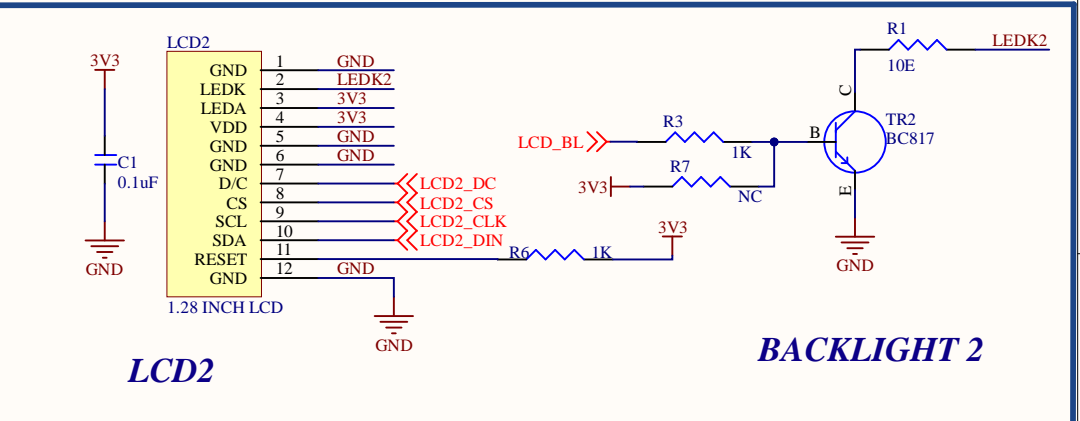 LCD2
3V3
C1
0.1uF
GND
GND 1 GND
LEDK 2 LEDK2
LEDA 3 3V3
VDD 4 3V3
GND 5 GND
GND 6 GND
D/C 7 LCD2_DC
CS 8 LCD2_CS
SCL 9 LCD2_CLK
SDA 10 LCD2_DIN
RESET 11
GND 12 GND
1.28 INCH LCD
GND
R6 1K
3V3
LCD2
R1
10E
LEDK2
C
TR2
BC817
B
E
LCD_BL
R3
1K
R7
3V3
NC
GND
BACKLIGHT 2